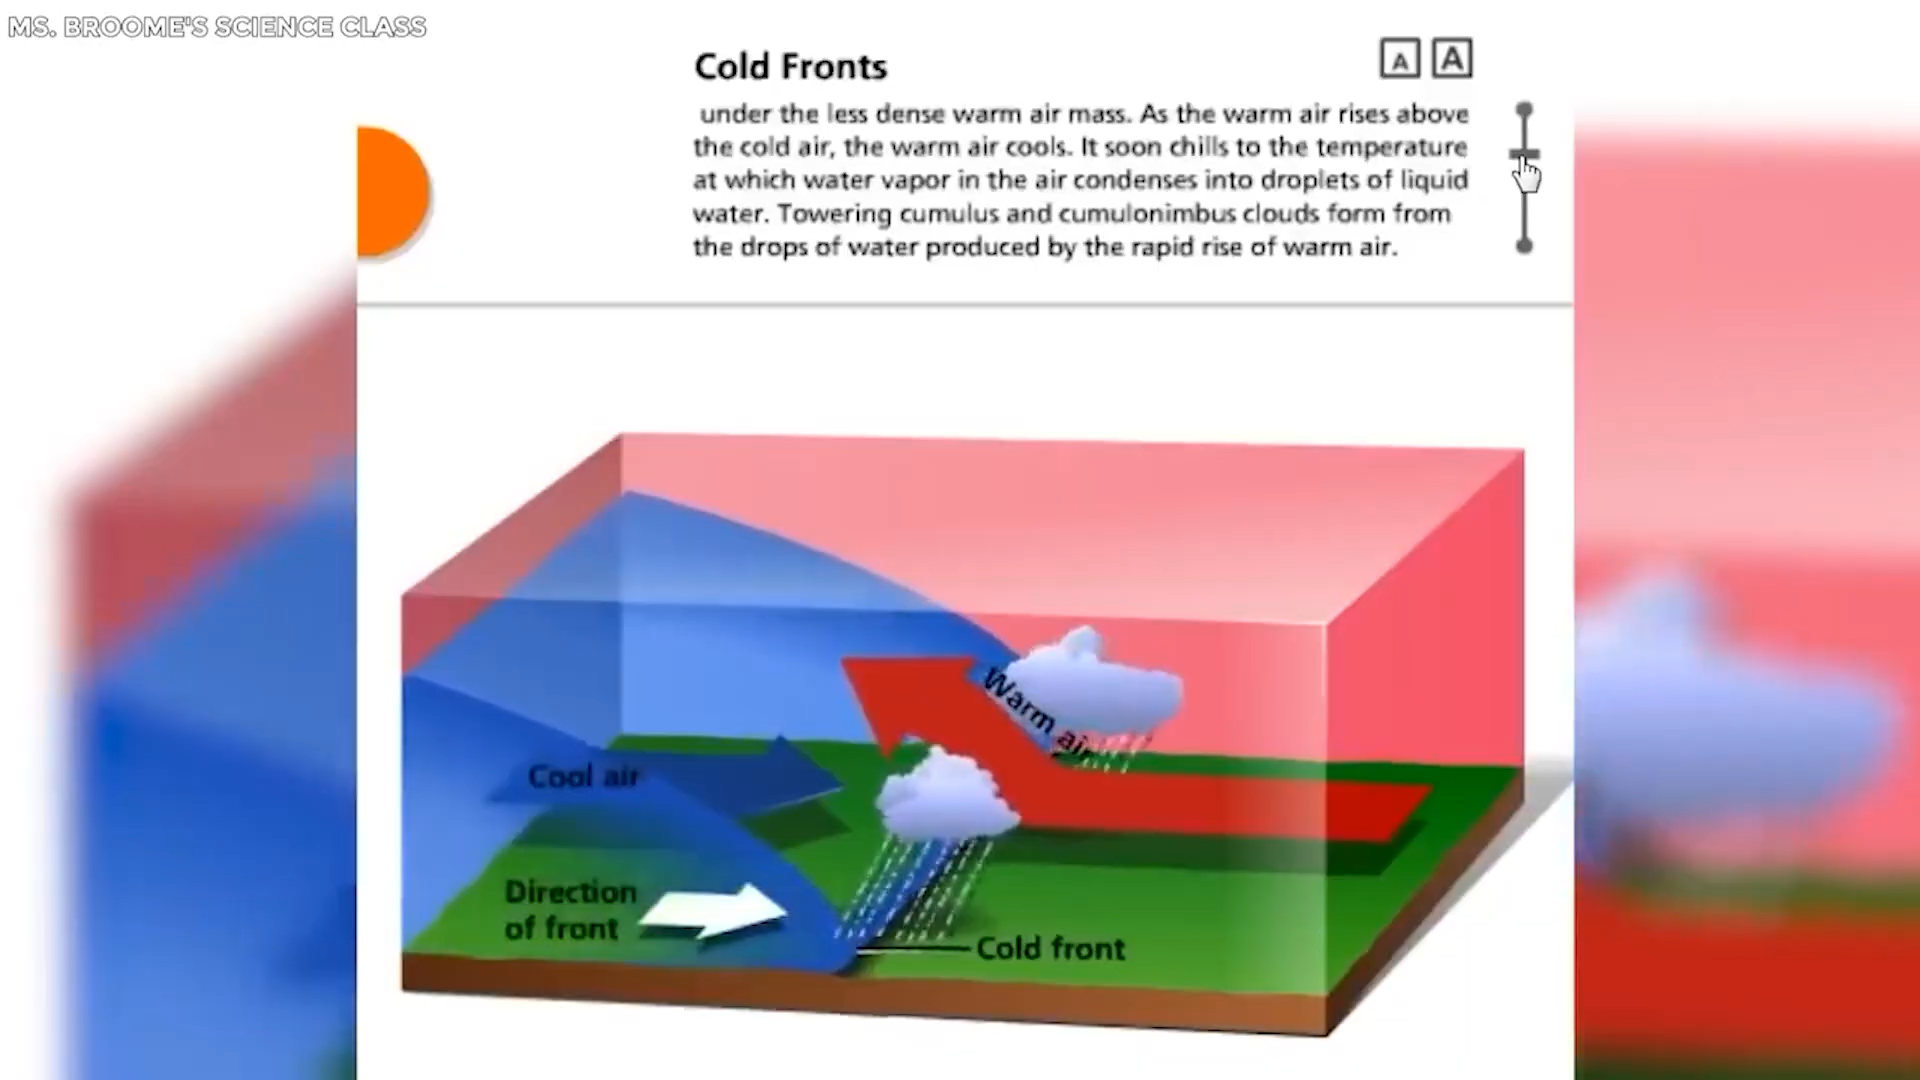 MS. BROOME'S SCIENCE CLASS
Cold Fronts
A A
under the less dense warm air mass. As the warm air rises above
the cold air, the warm air cools. It soon chills to the temperature
at which water vapor in the air condenses into droplets of liquid
water. Towering cumulus and cumulonimbus clouds form from
the drops of water produced by the rapid rise of warm air.
Warm air
Cool air
Direction
of front
Cold front